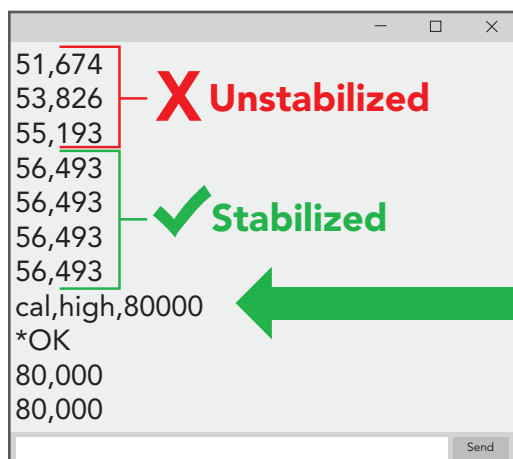 51,674
53,826
55,193
X Unstabilized
56,493
56,493
56,493
56,493
Stabilized
cal,high,80000
*OK
80,000
80,000
Send